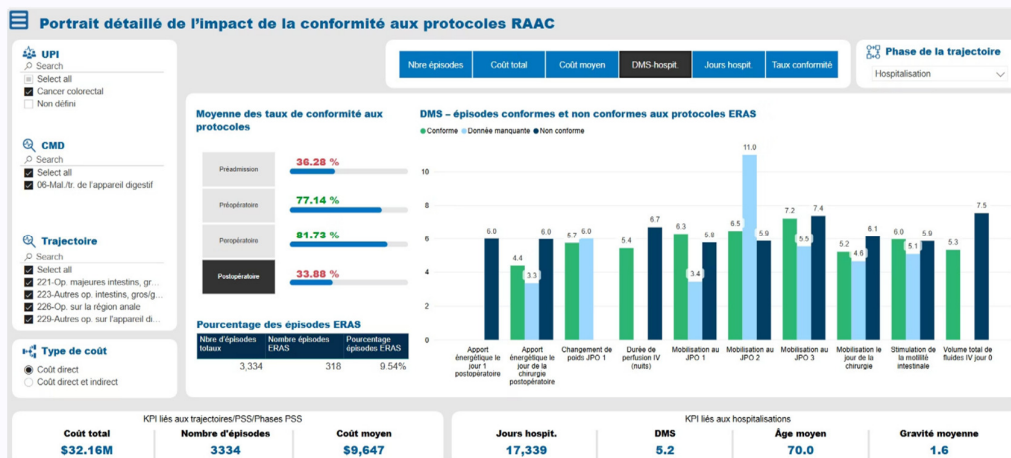 Portrait détaillé de l'impact de la conformité aux protocoles RAAC
UPI
Search
Select all
Cancer colorectal
Non défini
CMD
Search
Select all
06-Mal./tr. de l'appareil digestif
Trajectoire
Search
Select all
221-Op. majeures intestins, gr...
223-Autres op. intestins, gros/g...
226-Op. sur la région anale
229-Autres op. sur l'appareil di...
Type de coût
Coût direct
Coût direct et indirect
Nbre épisodes
Coût total
Coût moyen
DMS-hospit.
Jours hospit.
Taux conformité
Phase de la trajectoire
Hospitalisation
Moyenne des taux de conformité aux
protocoles
Préadmission
36.28 %
Préopératoire
77.14 %
Peropératoire
81.73 %
Postopératoire
33.88 %
Pourcentage des épisodes ERAS
Nbre d'épisodes
totaux
Nombre épisodes
ERAS
Pourcentage
épisodes ERAS
3,334
318
9.54%
DMS – épisodes conformes et non conformes aux protocoles ERAS
Conforme
Donnée manquante
Non conforme
10
8
6
4
2
0
6.0
4.4
3.3
6.0
5.7
6.0
5.4
6.7
6.3
3.4
5.9
6.5
11.0
5.9
7.2
5.5
7.4
5.2
4.6
6.1
6.0
5.1
5.9
5.3
7.5
Apport
énergétique le
jour 1
postopératoire
Apport
énergétique le
jour de la
chirurgie
postopératoire
Changement de
poids JPO 1
Durée de
perfusion IV
(nuits)
Mobilisation au
JPO 1
Mobilisation au
JPO 2
Mobilisation au
JPO 3
Mobilisation le
jour de la
chirurgie
Stimulation de
la motilité
intestinale
Volume total de
fluides IV jour 0
KPI liés aux trajectoires/PSS/Phases PSS
Coût total
$32.16M
Nombre d'épisodes
3334
Coût moyen
$9,647
KPI liés aux hospitalisations
Jours hospit.
17,339
DMS
5.2
Âge moyen
70.0
Gravité moyenne
1.6